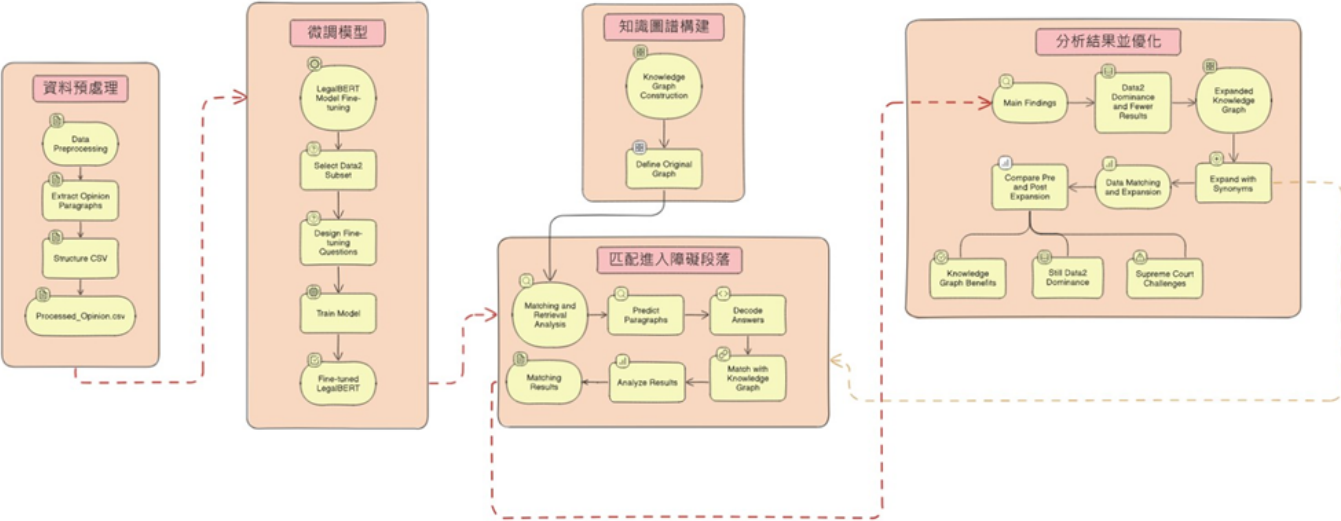 資料預處理
Data
Preprocessing
Extract Opinion
Paragraphs
Structure CSV
Processed_Opinion.csv
微調模型
LegalBERT
Model Fine-
tuning
Select Data2
Subset
Design Fine-
tuning
Questions
Train Model
Fine-tuned
LegalBERT
知識圖譜構建
Knowledge
Graph
Construction
Define Original
Graph
匹配進入障礙段落
Matching and
Retrieval
Analysis
Predict
Paragraphs
Decode
Answers
Match with
Knowledge
Graph
Analyze Results
Matching
Results
分析結果並優化
Main Findings
Data2
Dominance
and Fewer
Results
Expanded
Knowledge
Graph
Expand with
Synonyms
Data Matching
and Expansion
Compare Pre
and Post
Expansion
Knowledge
Graph Benefits
Still Data2
Dominance
Supreme Court
Challenges